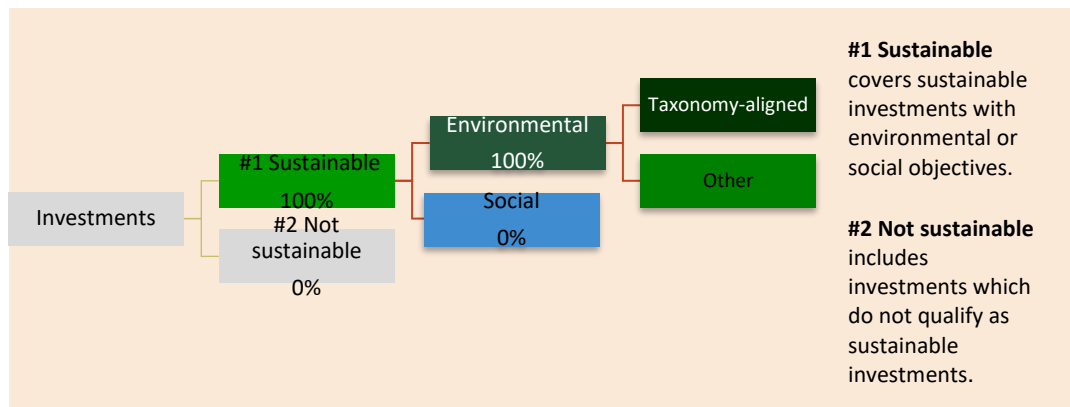 Investments
#1 Sustainable
100%
#2 Not
sustainable
0%
Environmental
100%
Social
0%
Taxonomy-aligned
Other
#1 Sustainable
covers sustainable
investments with
environmental or
social objectives.
#2 Not sustainable
includes
investments which
do not qualify as
sustainable
investments.